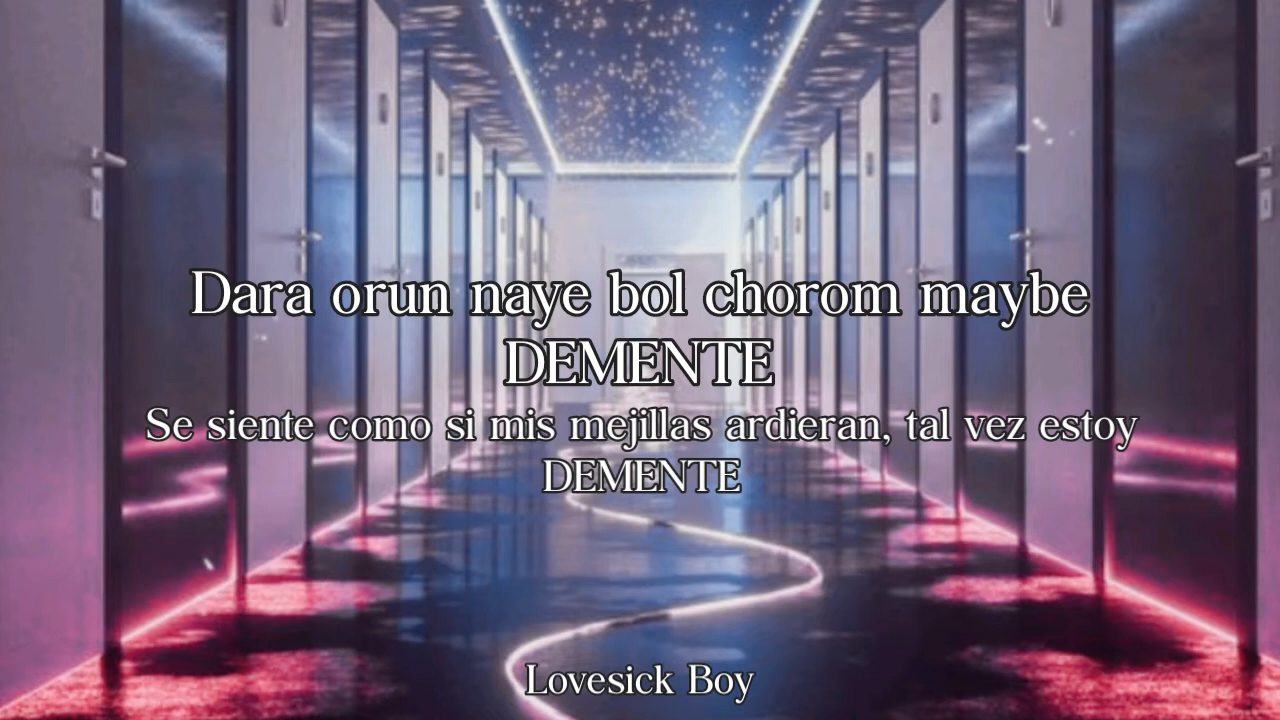 Dara orun naye bol chorom maybe
DEMENTE
Se siente como si mis mejillas ardieran, tal vez estoy
DEMENTE
Lovesick Boy